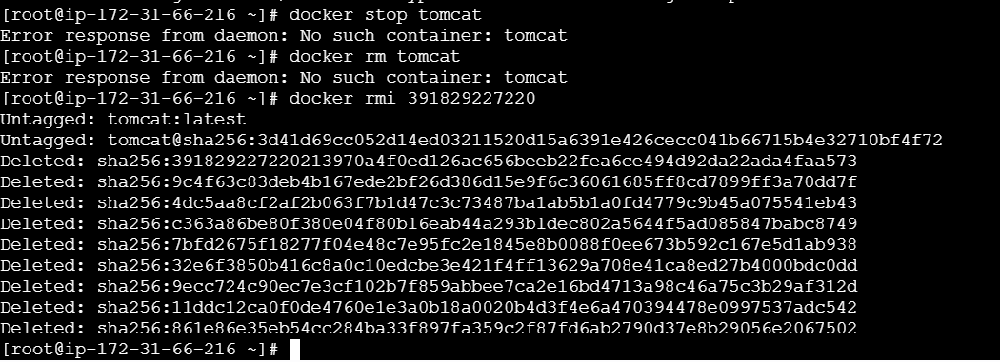 [root@ip-172-31-66-216 ~]# docker stop tomcat
Error response from daemon: No such container: tomcat
[root@ip-172-31-66-216 ~]# docker rm tomcat
Error response from daemon: No such container: tomcat
[root@ip-172-31-66-216 ~]# docker rmi 391829227220
Untagged: tomcat:latest
Untagged: tomcat@sha256:3d41d69cc052d14ed03211520d15a6391e426cecc041b66715b4e32710bf4f72
Deleted: sha256:391829227220213970a4f0ed126ac656beeb22fea6ce494d92da22ada4faa573
Deleted: sha256:9c4f63c83deb4b167ede2bf26d386d15e9f6c36061685ff8cd7899ff3a70dd7f
Deleted: sha256:4dc5aa8cf2af2b063f7b1d47c3c73487ba1ab5b1a0fd4779c9b45a075541eb43
Deleted: sha256:c363a86be80f380e04f80b16eab44a293b1dec802a5644f5ad085847babc8749
Deleted: sha256:7bfd2675f18277f04e48c7e95fc2e1845e8b0088f0ee673b592c167e5d1ab938
Deleted: sha256:32e6f3850b416c8a0c10edcbe3e421f4ff13629a708e41ca8ed27b4000bdc0dd
Deleted: sha256:9ecc724c90ec7e3cf102b7f859abbee7ca2e16bd4713a98c46a75c3b29af312d
Deleted: sha256:11ddc12ca0f0de4760e1e3a0b18a0020b4d3f4e6a470394478e0997537adc542
Deleted: sha256:861e86e35eb54cc284ba33f897fa359c2f87fd6ab2790d37e8b29056e2067502
[root@ip-172-31-66-216 ~]#